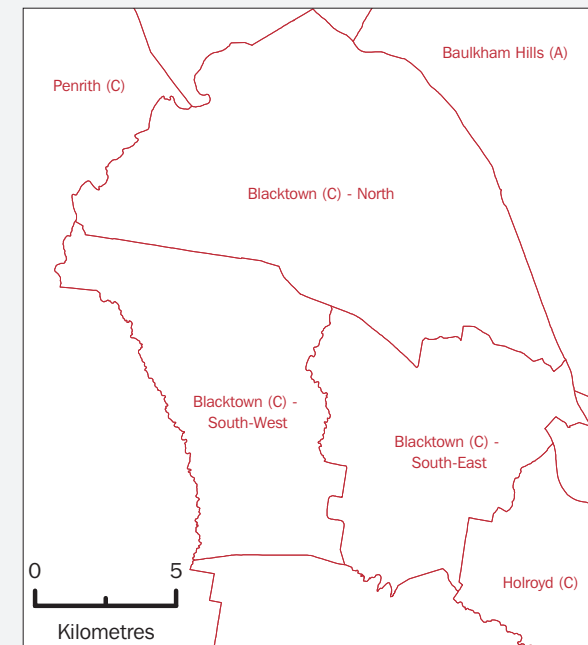 Baulkham Hills (A)
Penrith (C)
Blacktown (C) - North
Blacktown (C) -
South-West
Blacktown (C) -
South-East
Holroyd (C)
0 5
Kilometres